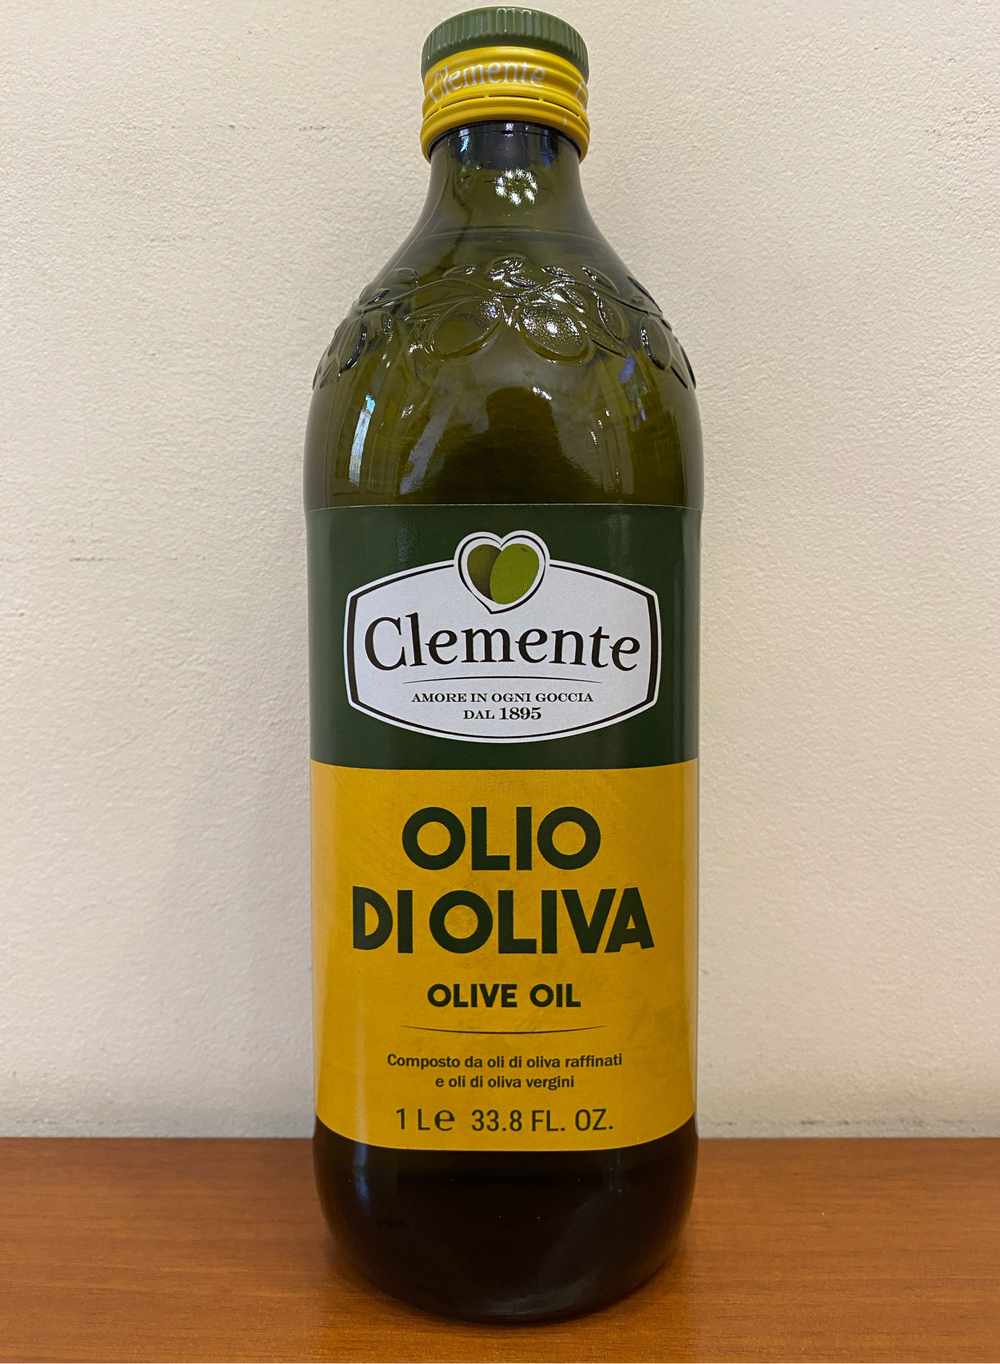 Clemente
Clemente
AMORE IN OGNI GOCCIA
DAL 1895
OLIO
DI OLIVA
OLIVE OIL
Composto da oli di oliva raffinati
e oli di oliva vergini
1 L e 33.8 FL. OZ.